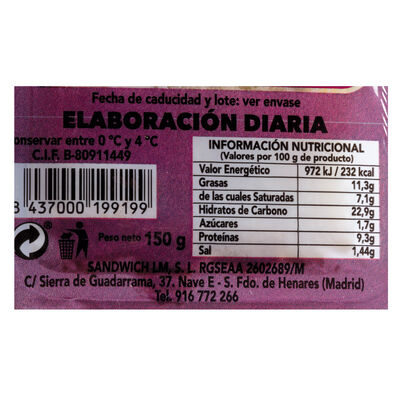 Fecha de caducidad y lote: ver envase
ELABORACIÓN DIARIA
onservar entre 0 °C y 4 °C
C.I.F. B-80911449
INFORMACIÓN NUTRICIONAL
(Valores por 100 g de producto)
Valor Energético 972 kJ / 232 kcal
Grasas 11,3g
de las cuales Saturadas 7,1g
Hidratos de Carbono 22,9g
Azúcares 1,7g
Proteínas 9,3g
Sal 1,44g
8 437000 199199
Peso neto 150 g
SANDWICH LM, S. L. RGSEAA 2602689/M
C/ Sierra de Guadarrama, 37. Nave E - S. Fdo. de Henares (Madrid)
Tel. 916 772 266